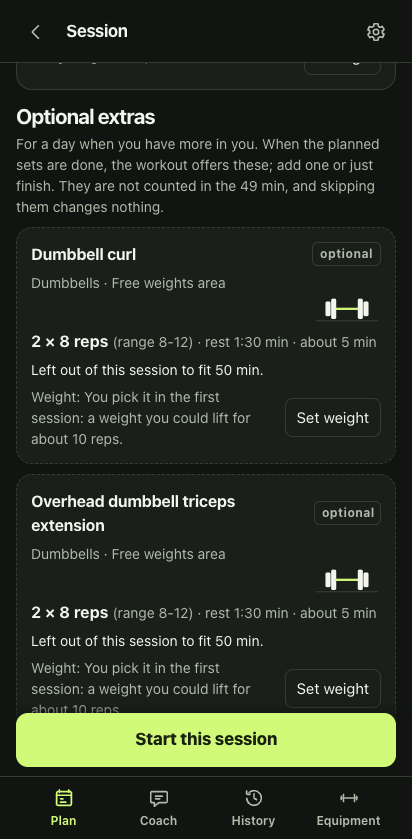 Session
Optional extras
For a day when you have more in you. When the planned
sets are done, the workout offers these; add one or just
finish. They are not counted in the 49 min, and skipping
them changes nothing.
Dumbbell curl
optional
Dumbbells · Free weights area
2 × 8 reps (range 8-12) · rest 1:30 min · about 5 min
Left out of this session to fit 50 min.
Weight: You pick it in the first
session: a weight you could lift for
about 10 reps.
Set weight
Overhead dumbbell triceps
extension
optional
Dumbbells · Free weights area
2 × 8 reps (range 8-12) · rest 1:30 min · about 5 min
Left out of this session to fit 50 min.
Weight: You pick it in the first
session: a weight you could lift for
about 10 reps.
Set weight
Start this session
Plan
Coach
History
Equipment